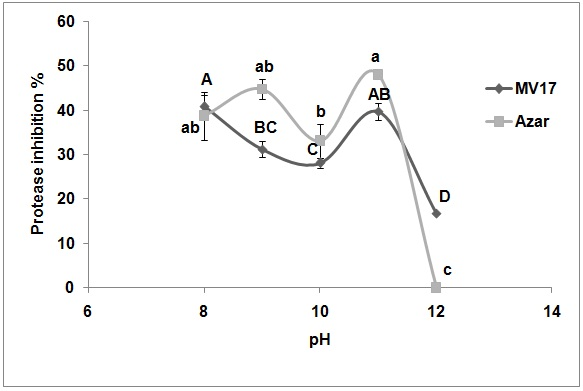 60
50
40
30
20
10
0
Protease inhibition %
A
ab
ab
BC
b
C
a
AB
D
c
MV17
Azar
6
8
10
12
14
pH